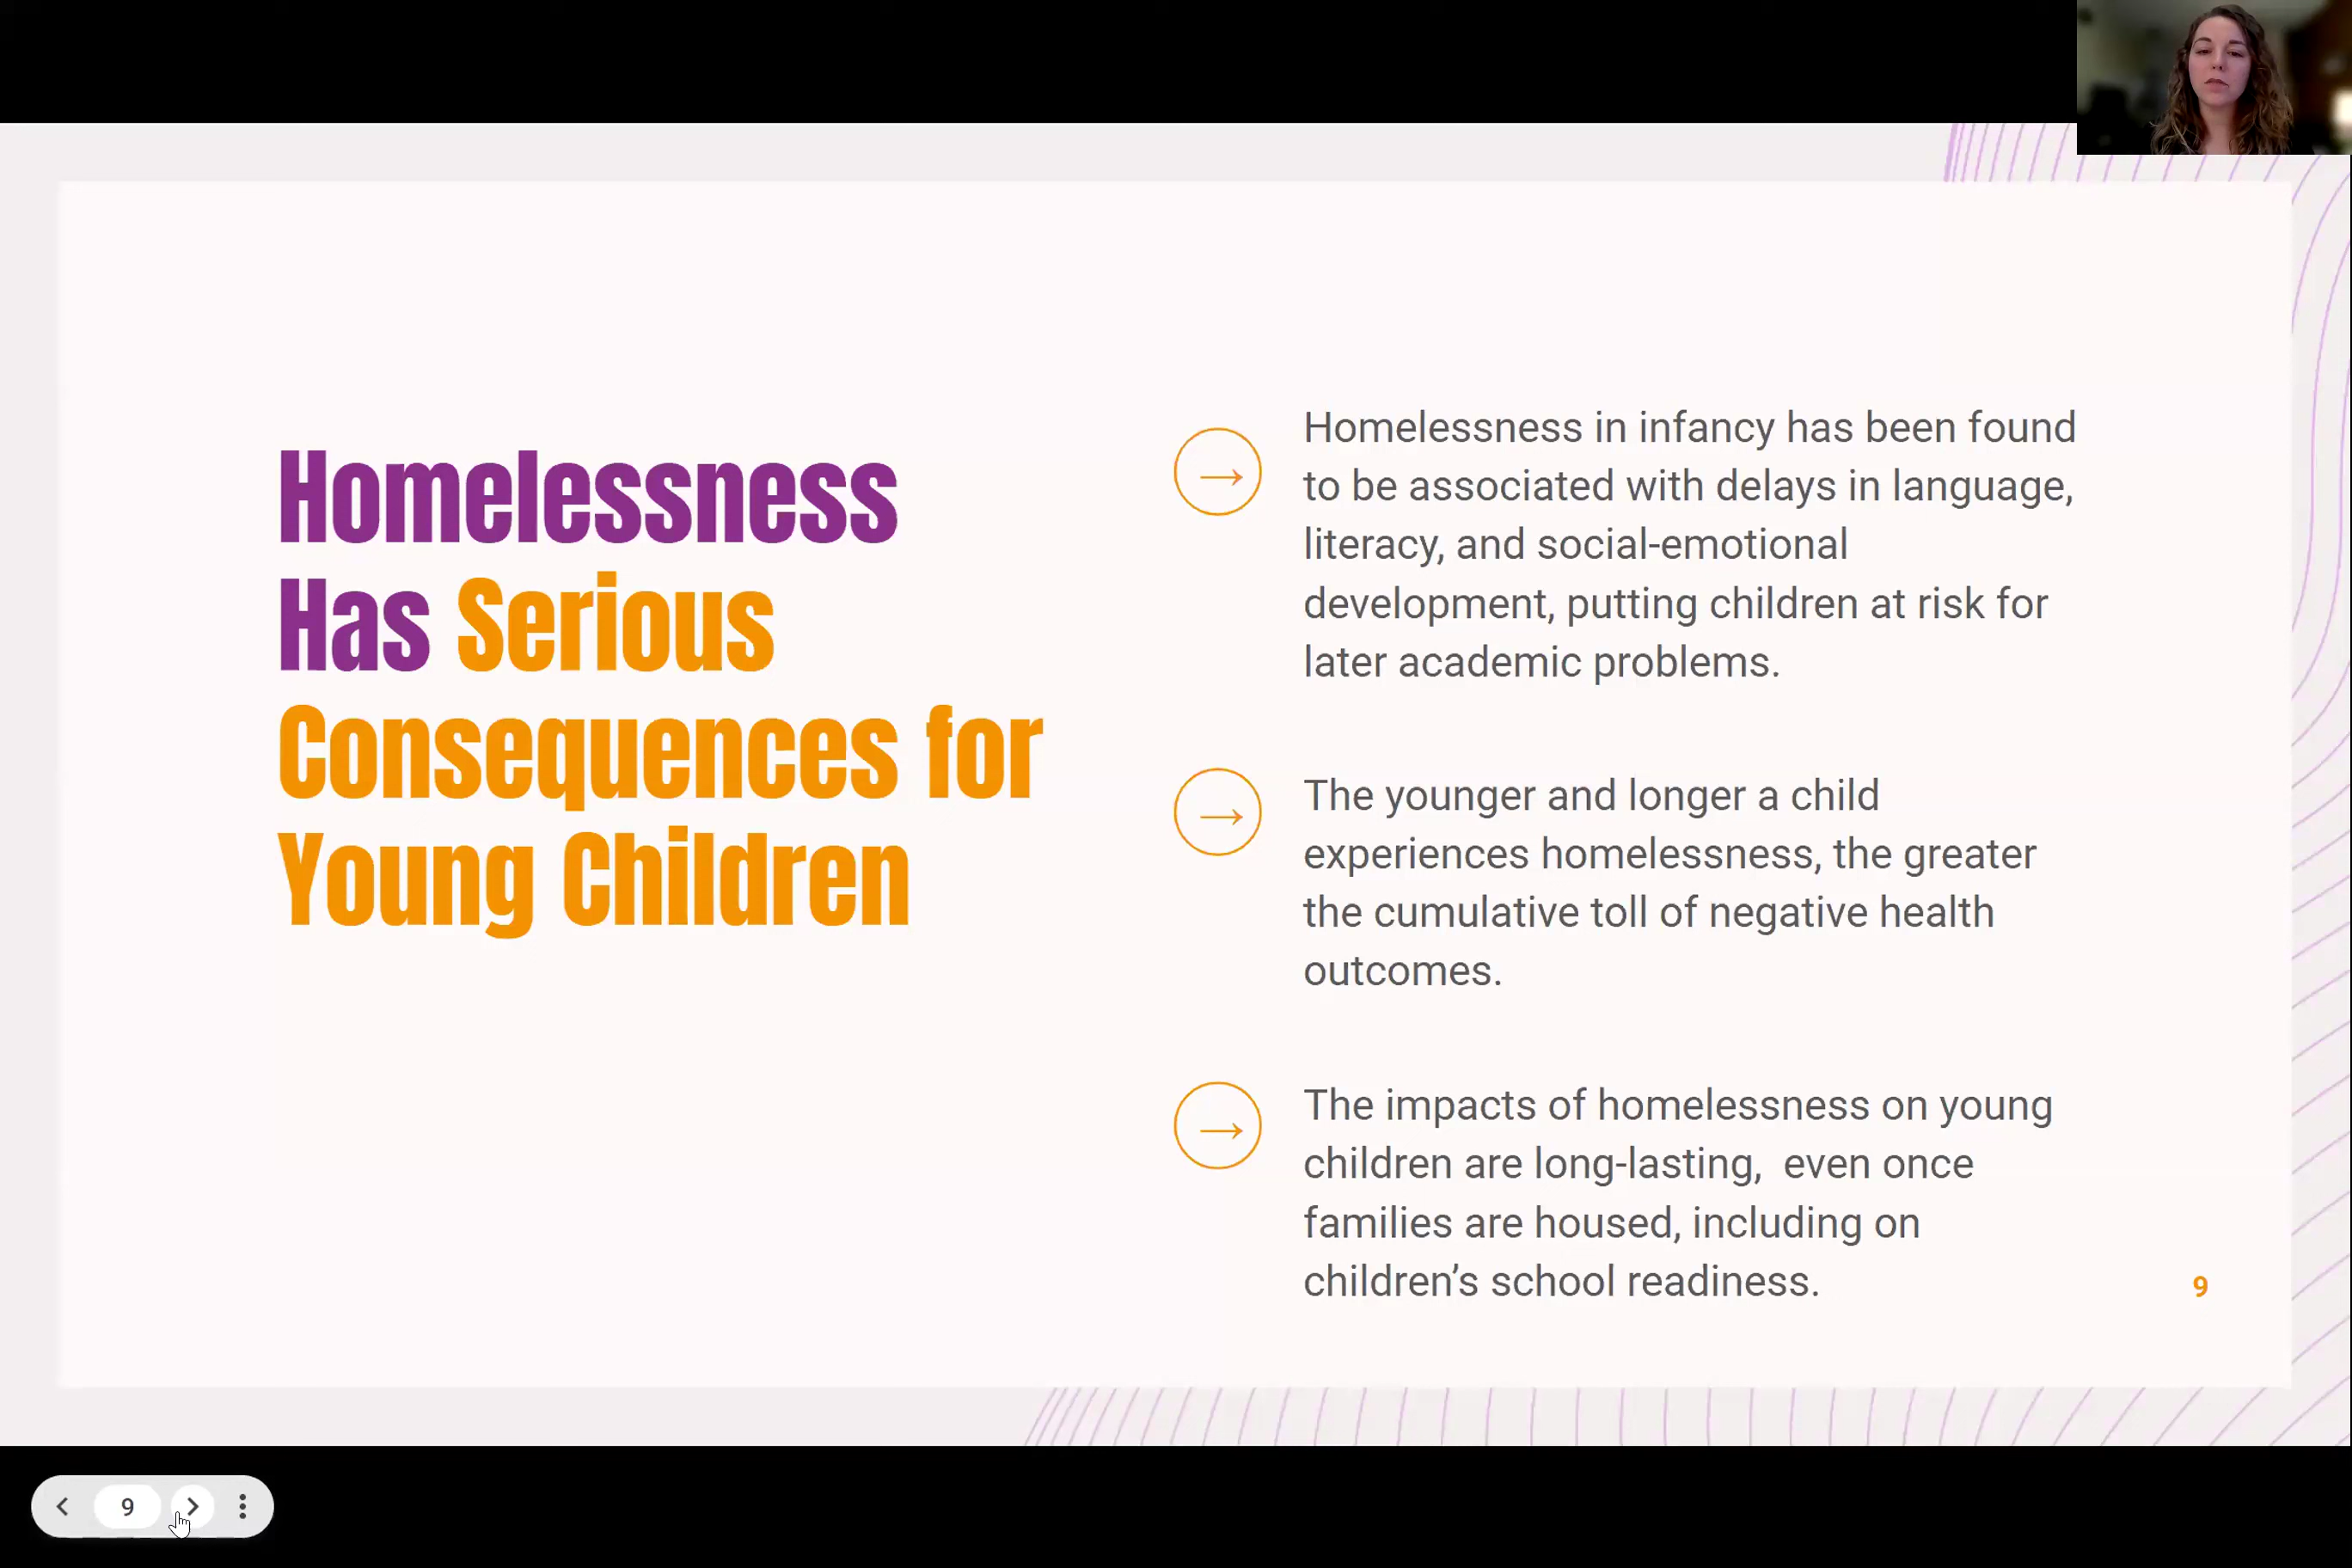 Homelessness
Has Serious
Consequences for
Young Children
→ Homelessness in infancy has been found
to be associated with delays in language,
literacy, and social-emotional
development, putting children at risk for
later academic problems.
→ The younger and longer a child
experiences homelessness, the greater
the cumulative toll of negative health
outcomes.
→ The impacts of homelessness on young
children are long-lasting,  even once
families are housed, including on
children’s school readiness.
9
9